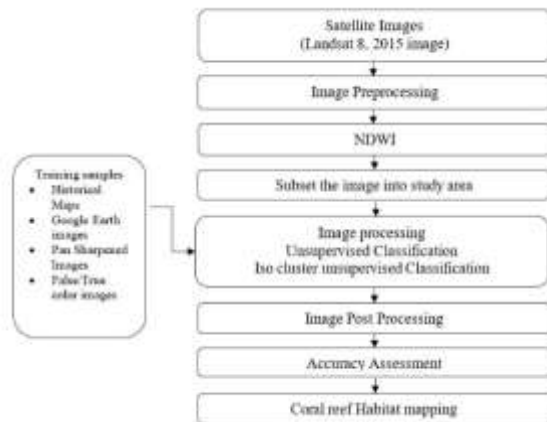 Satellite Images
(Landsat 8, 2015 image)
Image Preprocessing
NDWI
Subset the image into study area
Training samples
• Historical
Maps
• Google Earth
images
• Pan Sharpened
Images
• False/True
color images
Image processing
Unsupervised Classification
Iso cluster unsupervised Classification
Image Post Processing
Accuracy Assessment
Coral reef Habitat mapping